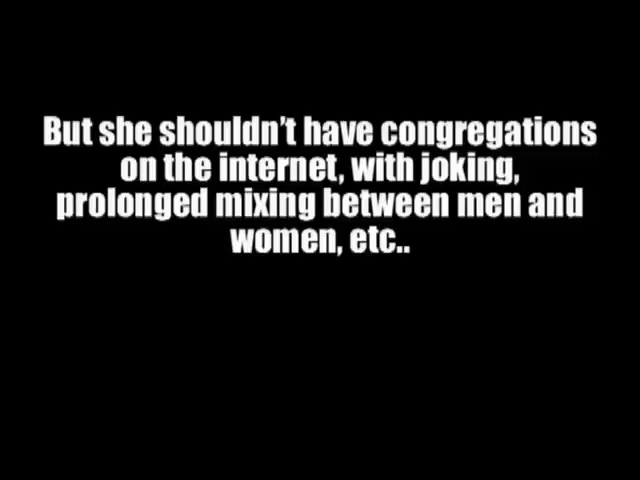 But she shouldn't have congregations
on the internet, with joking,
prolonged mixing between men and
women, etc..